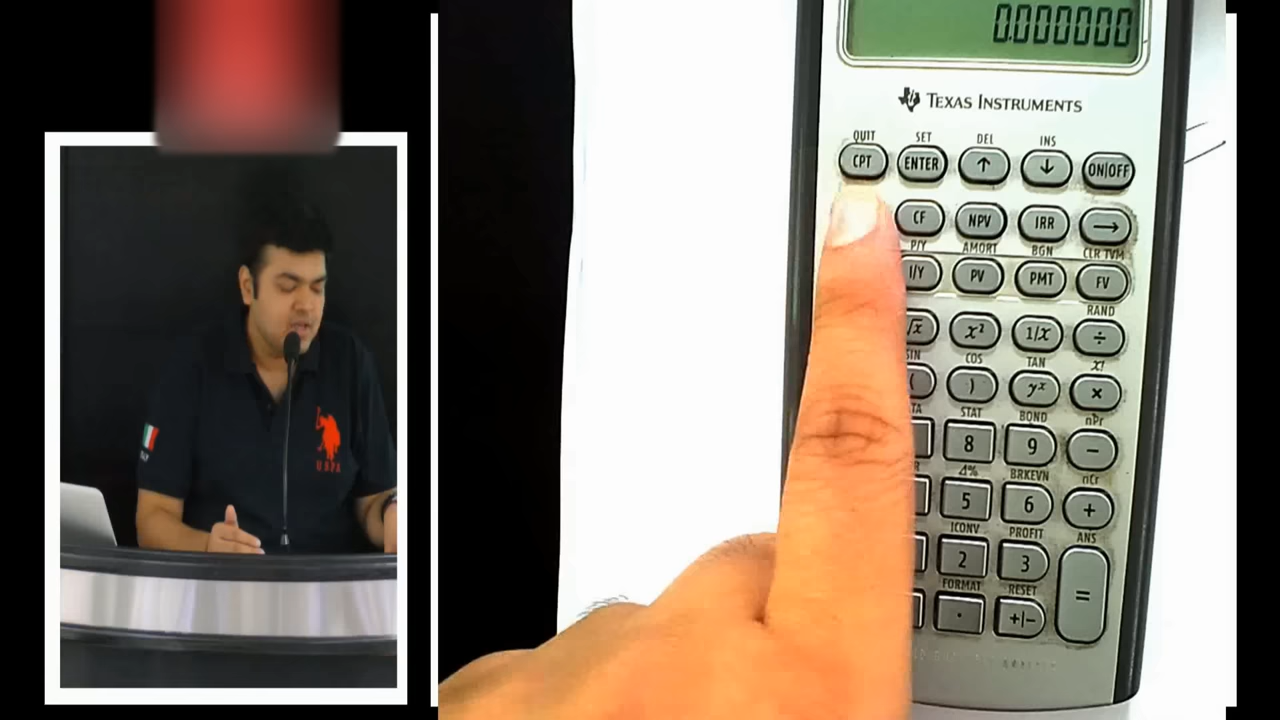 0.000000
TEXAS INSTRUMENTS
QUIT SET DEL INS
CPT ENTER ↑ ↓ ON|OFF
CF NPV IRR →
P/Y AMORT BGN CLR TVM
I/Y PV PMT FV
RAND
√x x² 1/x ÷
SIN COS TAN x!
( ) yˣ ×
STAT BOND nPr
8 9 −
Δ% BRKEVN nCr
5 6 +
ICONV PROFIT ANS
2 3 =
FORMAT RESET
. +|−
USPA